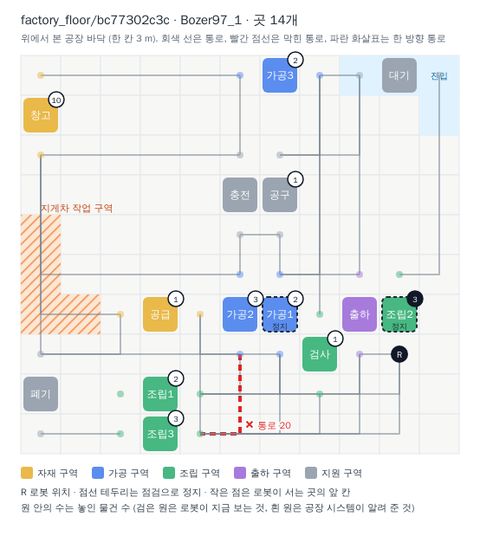 factory_floor/bc77302c3c · Bozer97_1 · 곳 14개
위에서 본 공장 바닥 (한 칸 3 m). 회색 선은 통로, 빨간 점선은 막힌 통로, 파란 화살표는 한 방향 통로
가공3 2
대기
진입
창고 10
충전
공구 1
지게차 작업 구역
공급 1
가공2 3
가공1 2
정지
출하
조립2 3
정지
검사 1
R
폐기
조립1 2
조립3 3
✕ 통로 20
자재 구역 가공 구역 조립 구역 출하 구역 지원 구역
R 로봇 위치 · 점선 테두리는 점검으로 정지 · 작은 점은 로봇이 서는 곳의 앞 칸
원 안의 수는 놓인 물건 수 (검은 원은 로봇이 지금 보는 것, 흰 원은 공장 시스템이 알려 준 것)